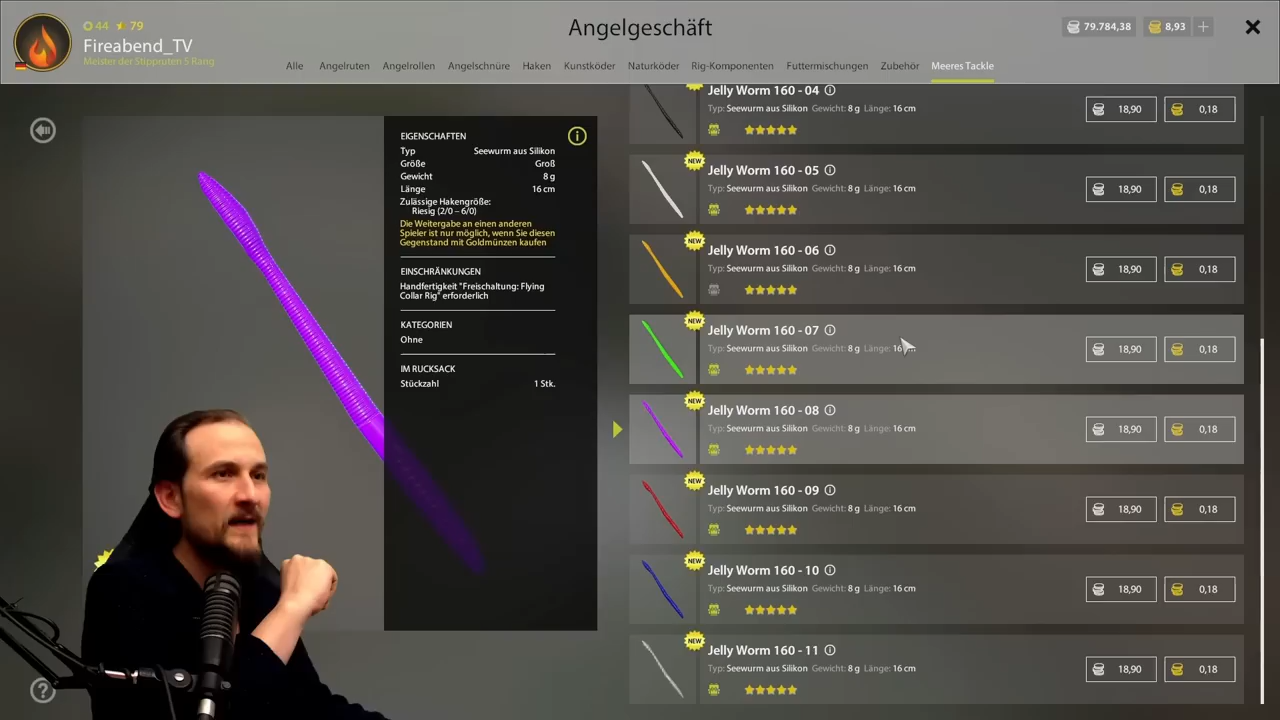 44 79
Fireabend_TV
Meister der Stippruten 5 Rang
Angelgeschäft
79.784,38 8,93 +
Alle Angelruten Angelrollen Angelschnüre Haken Kunstköder Naturköder Rig-Komponenten Futtermischungen Zubehör Meeres Tackle
EIGENSCHAFTEN
Typ Seewurm aus Silikon
Größe Groß
Gewicht 8 g
Länge 16 cm
Zulässige Hakengröße:
Riesig (2/0 – 6/0)
Die Weitergabe an einen anderen
Spieler ist nur möglich, wenn Sie diesen
Gegenstand mit Goldmünzen kaufen
EINSCHRÄNKUNGEN
Handfertigkeit "Freischaltung: Flying
Collar Rig" erforderlich
KATEGORIEN
Ohne
IM RUCKSACK
Stückzahl 1 Stk.
Jelly Worm 160 - 04
Typ: Seewurm aus Silikon Gewicht: 8 g Länge: 16 cm
18,90 0,18
NEW
Jelly Worm 160 - 05
Typ: Seewurm aus Silikon Gewicht: 8 g Länge: 16 cm
18,90 0,18
NEW
Jelly Worm 160 - 06
Typ: Seewurm aus Silikon Gewicht: 8 g Länge: 16 cm
18,90 0,18
NEW
Jelly Worm 160 - 07
Typ: Seewurm aus Silikon Gewicht: 8 g Länge: 16
18,90 0,18
NEW
Jelly Worm 160 - 08
Typ: Seewurm aus Silikon Gewicht: 8 g Länge: 16 cm
18,90 0,18
NEW
Jelly Worm 160 - 09
Typ: Seewurm aus Silikon Gewicht: 8 g Länge: 16 cm
18,90 0,18
NEW
Jelly Worm 160 - 10
Typ: Seewurm aus Silikon Gewicht: 8 g Länge: 16 cm
18,90 0,18
NEW
Jelly Worm 160 - 11
Typ: Seewurm aus Silikon Gewicht: 8 g Länge: 16 cm
18,90 0,18